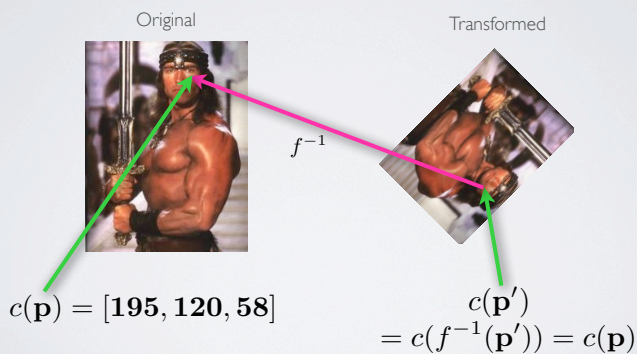 Original
Transformed
f⁻¹
c(𝐩) = [𝟏𝟗𝟓, 𝟏𝟐𝟎, 𝟓𝟖]
c(𝐩′)
= c(f⁻¹(𝐩′)) = c(𝐩)